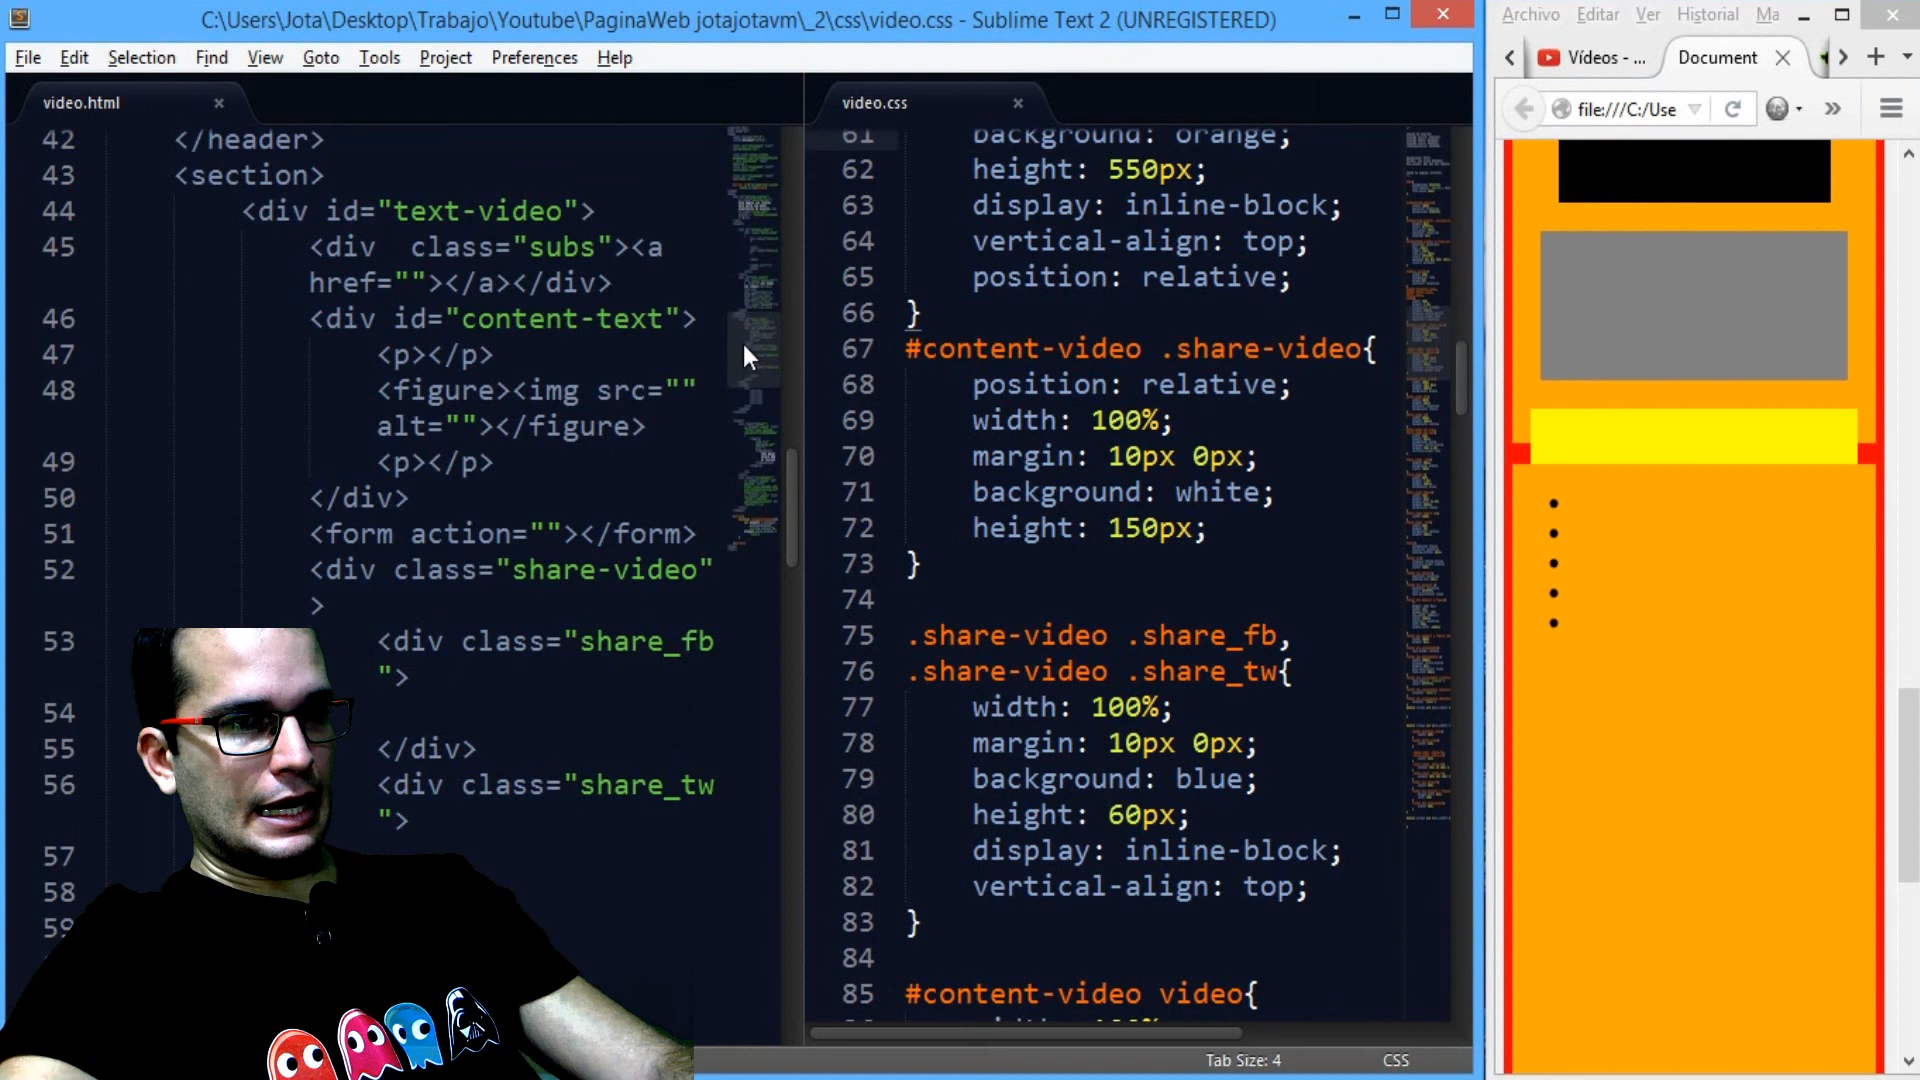 C:\Users\Jota\Desktop\Trabajo\Youtube\PaginaWeb jotajotavm\_2\css\video.css - Sublime Text 2 (UNREGISTERED)
File Edit Selection Find View Goto Tools Project Preferences Help
video.html
42 </header>
43 <section>
44 <div id="text-video">
45 <div  class="subs"><a
href=""></a></div>
46 <div id="content-text">
47 <p></p>
48 <figure><img src=""
alt=""></figure>
49 <p></p>
50 </div>
51 <form action=""></form>
52 <div class="share-video"
>
53 <div class="share_fb
">
54
55 </div>
56 <div class="share_tw
">
57
58
59
video.css
61 background: orange;
62 height: 550px;
63 display: inline-block;
64 vertical-align: top;
65 position: relative;
66 }
67 #content-video .share-video{
68 position: relative;
69 width: 100%;
70 margin: 10px 0px;
71 background: white;
72 height: 150px;
73 }
74
75 .share-video .share_fb,
76 .share-video .share_tw{
77 width: 100%;
78 margin: 10px 0px;
79 background: blue;
80 height: 60px;
81 display: inline-block;
82 vertical-align: top;
83 }
84
85 #content-video video{
Tab Size: 4 CSS
Archivo Editar Ver Historial Ma
Vídeos - ... Document
file:///C:/Use